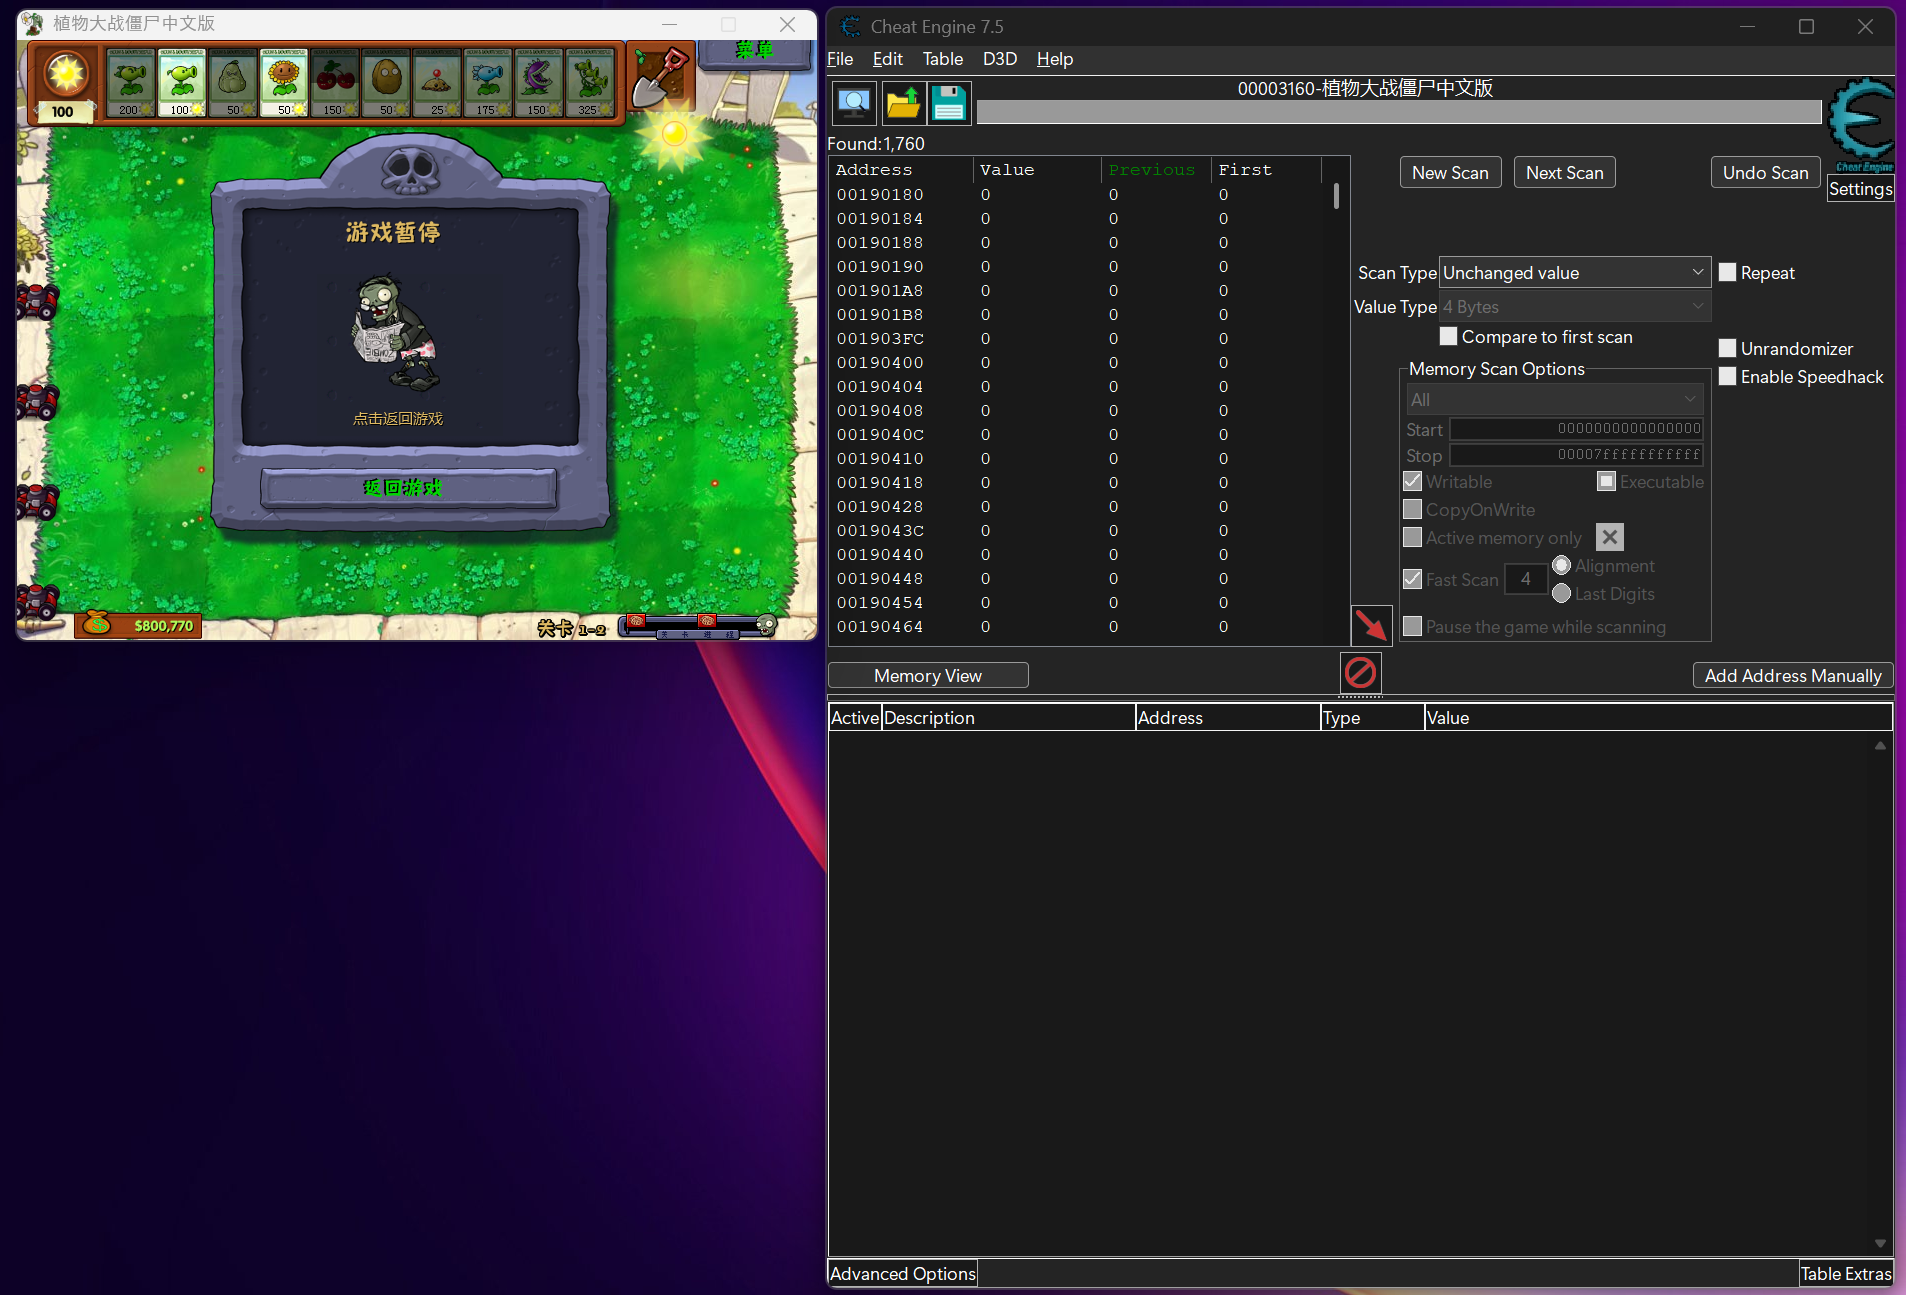 植物大战僵尸中文版
菜单
100
200 100 50 50 150 50 25 175 150 325
游戏暂停
点击返回游戏
返回游戏
$800,770
关卡 1-2
关 卡 进 程
Cheat Engine 7.5
File Edit Table D3D Help
00003160-植物大战僵尸中文版
Cheat Engine
Settings
Found:1,760
Address Value Previous First
00190180 0 0 0
00190184 0 0 0
00190188 0 0 0
00190190 0 0 0
001901A8 0 0 0
001901B8 0 0 0
001903FC 0 0 0
00190400 0 0 0
00190404 0 0 0
00190408 0 0 0
0019040C 0 0 0
00190410 0 0 0
00190418 0 0 0
00190428 0 0 0
0019043C 0 0 0
00190440 0 0 0
00190448 0 0 0
00190454 0 0 0
00190464 0 0 0
New Scan Next Scan Undo Scan
Scan Type Unchanged value Repeat
Value Type 4 Bytes
Compare to first scan
Unrandomizer
Enable Speedhack
Memory Scan Options
All
Start 0000000000000000
Stop 00007fffffffffff
Writable Executable
CopyOnWrite
Active memory only
Fast Scan 4 Alignment
Last Digits
Pause the game while scanning
Memory View
Add Address Manually
Active Description Address Type Value
Advanced Options Table Extras